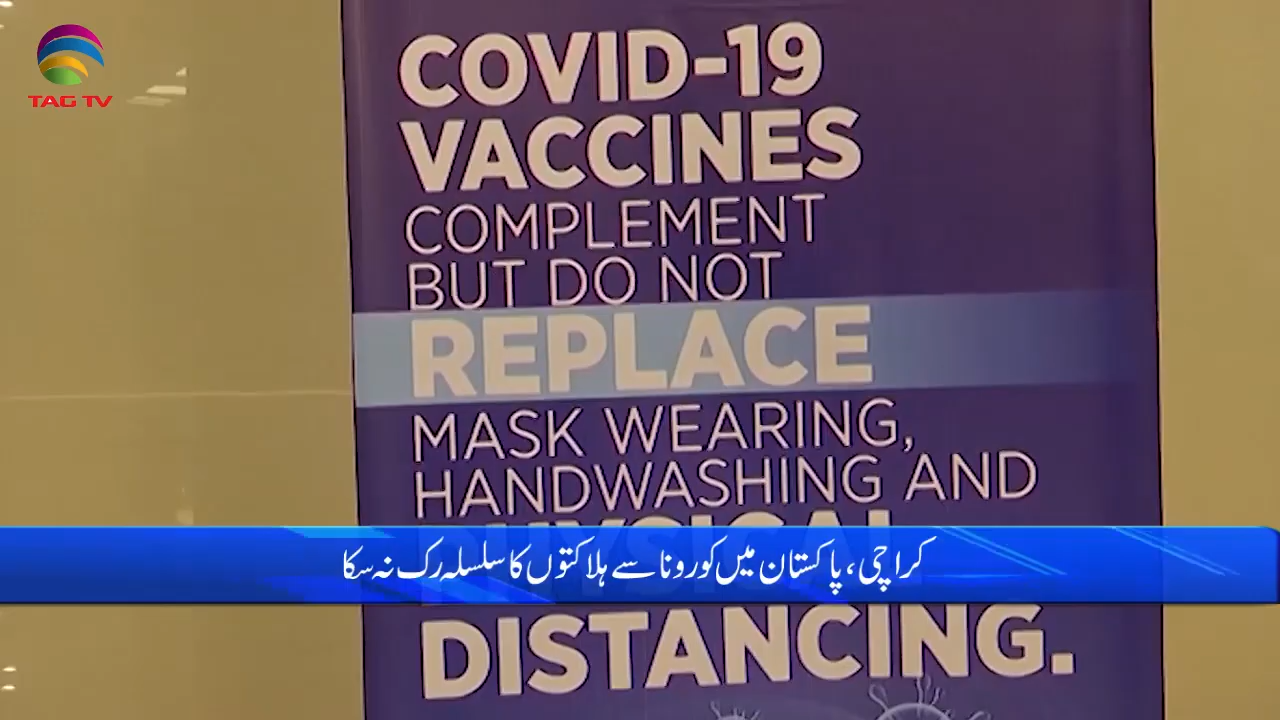 TAG TV
COVID-19
VACCINES
COMPLEMENT
BUT DO NOT
REPLACE
MASK WEARING,
HANDWASHING AND
PHYSICAL
کراچی، پاکستان میں کورونا سے ہلاکتوں کا سلسلہ رک نہ سکا
DISTANCING.